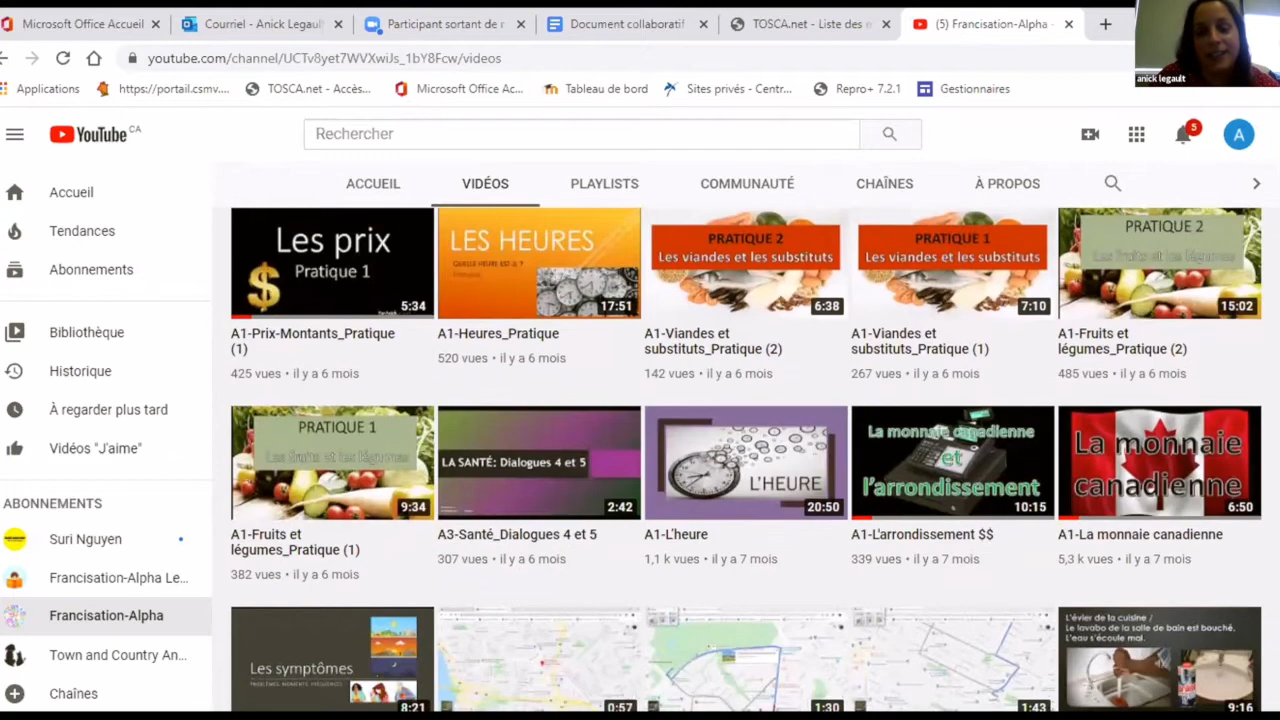 Microsoft Office Accueil
Courriel - Anick Legault
Participant sortant de r
Document collaboratif
TOSCA.net - Liste des
(5) Francisation-Alpha -
youtube.com/channel/UCTv8yet7WVXwiJs_1bY8Fcw/videos
anick legault
Applications
https://portail.csmv....
TOSCA.net - Accès...
Microsoft Office Ac...
Tableau de bord
Sites privés - Centr...
Repro+ 7.2.1
Gestionnaires
YouTube CA
Rechercher
5
A
ACCUEIL
VIDÉOS
PLAYLISTS
COMMUNAUTÉ
CHAÎNES
À PROPOS
Accueil
Tendances
Abonnements
Bibliothèque
Historique
À regarder plus tard
Vidéos "J'aime"
ABONNEMENTS
Suri Nguyen
Francisation-Alpha Le...
Francisation-Alpha
Town and Country An...
Chaînes
Les prix
Pratique 1
$
5:34
A1-Prix-Montants_Pratique
(1)
425 vues • il y a 6 mois
LES HEURES
QUELLE HEURE EST-IL ?
17:51
A1-Heures_Pratique
520 vues • il y a 6 mois
PRATIQUE 2
Les viandes et les substituts
6:38
A1-Viandes et
substituts_Pratique (2)
142 vues • il y a 6 mois
PRATIQUE 1
Les viandes et les substituts
7:10
A1-Viandes et
substituts_Pratique (1)
267 vues • il y a 6 mois
PRATIQUE 2
Les fruits et les légumes
15:02
A1-Fruits et
légumes_Pratique (2)
485 vues • il y a 6 mois
PRATIQUE 1
Les fruits et les légumes
9:34
A1-Fruits et
légumes_Pratique (1)
382 vues • il y a 6 mois
LA SANTÉ: Dialogues 4 et 5
2:42
A3-Santé_Dialogues 4 et 5
307 vues • il y a 6 mois
L'HEURE
20:50
A1-L'heure
1,1 k vues • il y a 7 mois
La monnaie canadienne
et
l'arrondissement
10:15
A1-L'arrondissement $$
339 vues • il y a 7 mois
La monnaie
canadienne
6:50
A1-La monnaie canadienne
5,3 k vues • il y a 7 mois
Les symptômes
8:21
0:57
1:30
1:43
L'évier de la cuisine /
Le lavabo de la salle de bain est bouché.
L'eau s'écoule mal.
9:16